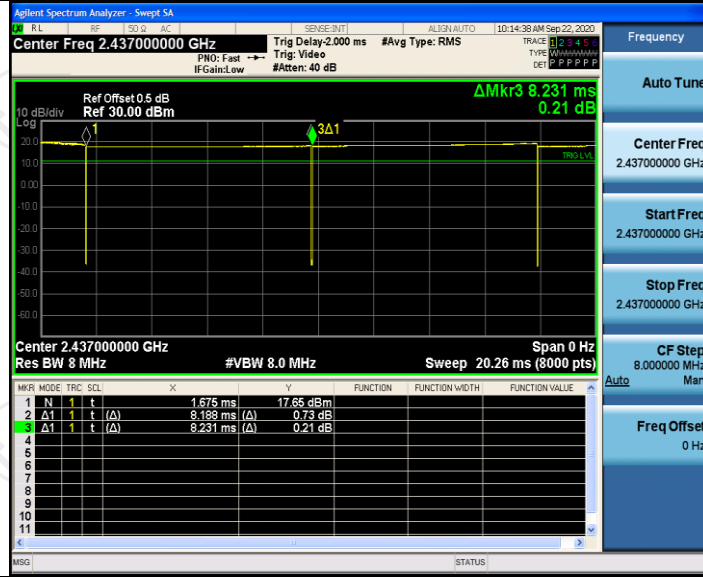 Agilent Spectrum Analyzer - Swept SA
RL RF 50 Ω AC SENSE:INT ALIGN AUTO 10:14:38 AM Sep 22, 2020
Center Freq 2.437000000 GHz Trig Delay-2.000 ms #Avg Type: RMS TRACE 1 2 3 4 5 6
PNO: Fast Trig: Video TYPE
IFGain:Low #Atten: 40 dB DET P P P P P P
ΔMkr3 8.231 ms
0.21 dB
Ref Offset 0.5 dB
10 dB/div Ref 30.00 dBm
Log
1 3Δ1
20.0
TRIG LVL
10.0
0.00
-10.0
-20.0
-30.0
-40.0
-50.0
-60.0
Center 2.437000000 GHz Span 0 Hz
Res BW 8 MHz #VBW 8.0 MHz Sweep 20.26 ms (8000 pts)
MKR MODE TRC SCL X Y FUNCTION FUNCTION WIDTH FUNCTION VALUE
1 N 1 t 1.675 ms 17.65 dBm
2 Δ1 1 t (Δ) 8.188 ms (Δ) 0.73 dB
3 Δ1 1 t (Δ) 8.231 ms (Δ) 0.21 dB
4
5
6
7
8
9
10
11
MSG STATUS
Frequency
Auto Tune
Center Freq
2.437000000 GHz
Start Freq
2.437000000 GHz
Stop Freq
2.437000000 GHz
CF Step
8.000000 MHz
Auto Man
Freq Offset
0 Hz